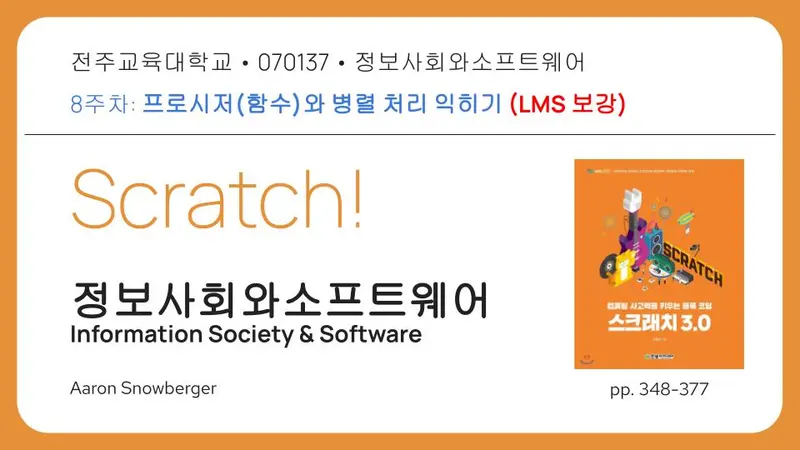 전주교육대학교 • 070137 • 정보사회와소프트웨어
8주차: 프로시저(함수)와 병렬 처리 익히기 (LMS 보강)
Scratch!
정보사회와소프트웨어
Information Society & Software
Aaron Snowberger
SCRATCH
컴퓨팅 사고력을 키우는 블록 코딩
스크래치 3.0
pp. 348-377